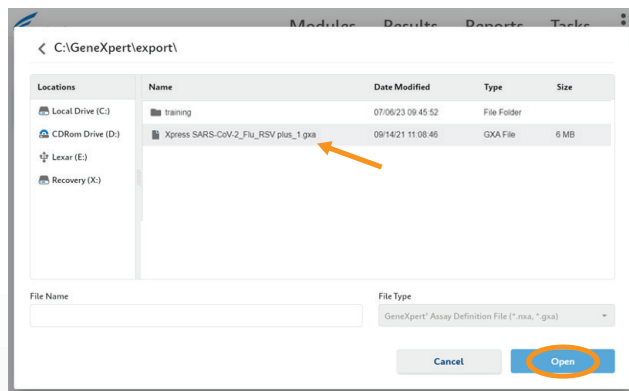 Modules Results Reports Tasks
C:\GeneXpert\export\
Locations Name Date Modified Type Size
Local Drive (C:) training 07/06/23 09:45:52 File Folder
CDRom Drive (D:) Xpress SARS-CoV-2_Flu_RSV plus_1.gxa 09/14/21 11:08:46 GXA File 6 MB
Lexar (E:)
Recovery (X:)
File Name File Type
GeneXpert® Assay Definition File (*.nxa, *.gxa)
Cancel Open